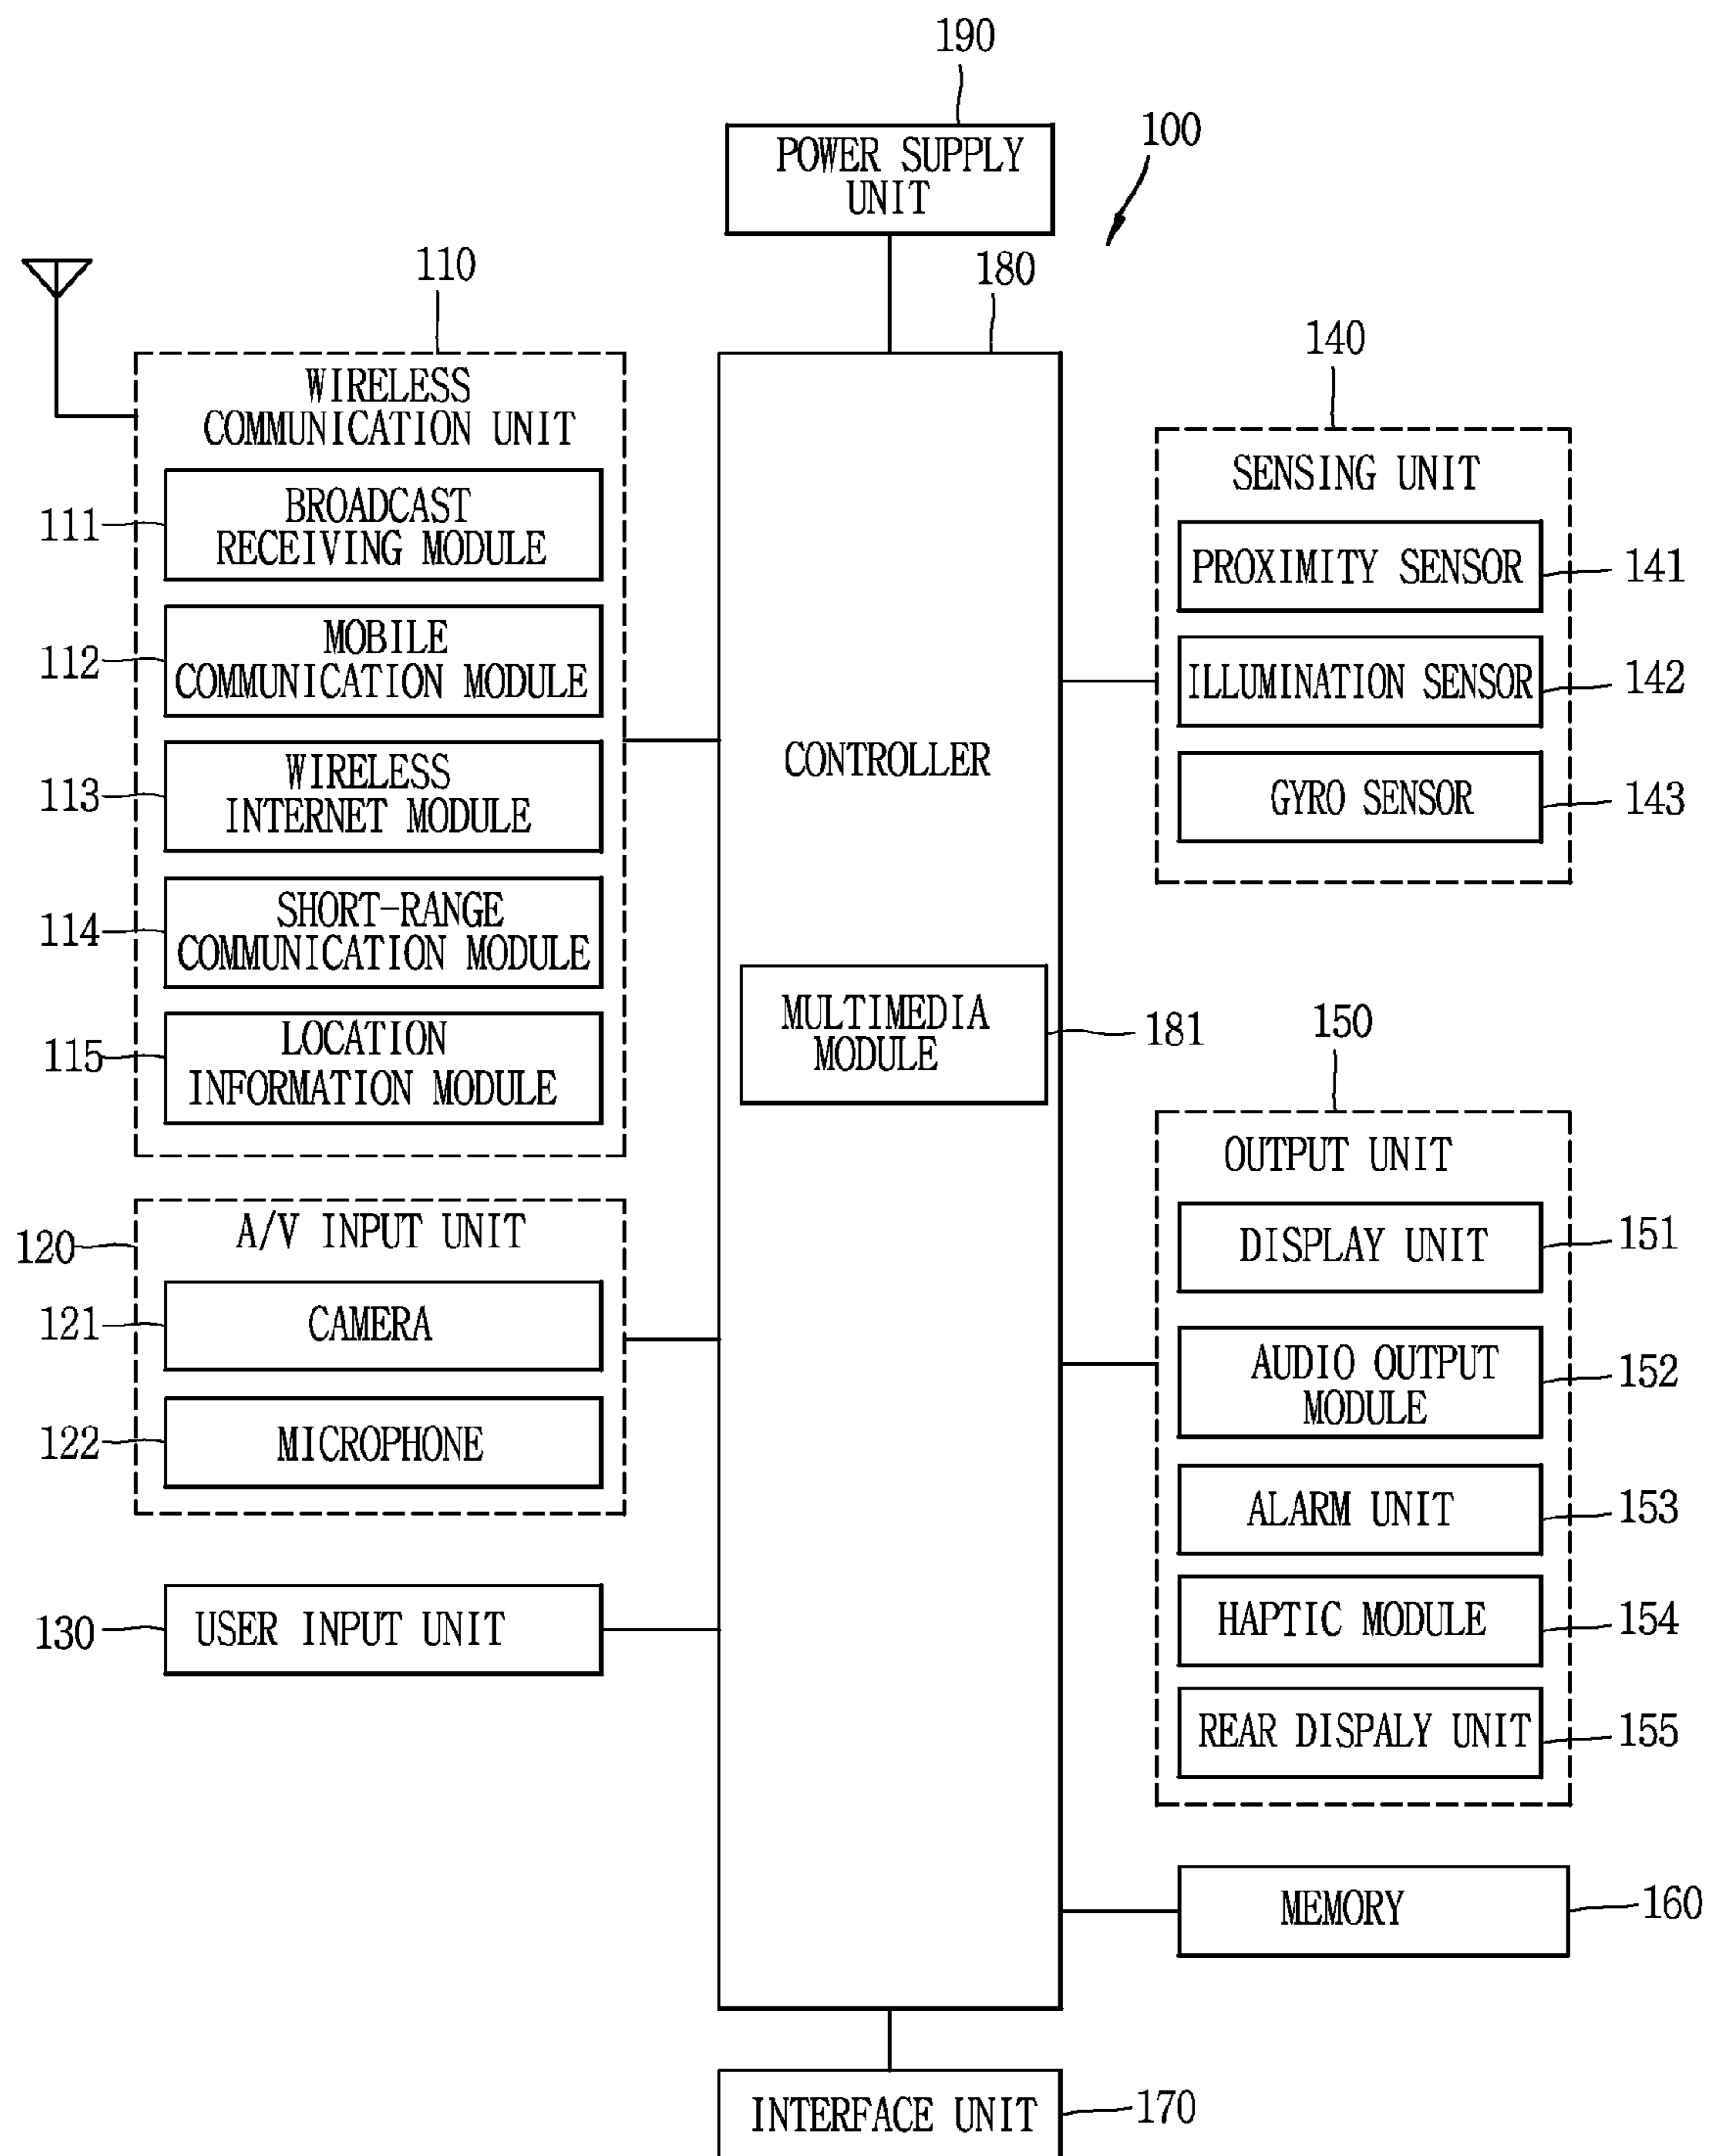 190
POWER SUPPLY
UNIT
100
110
180
WIRELESS
COMMUNICATION UNIT
111
BROADCAST
RECEIVING MODULE
112
MOBILE
COMMUNICATION MODULE
113
WIRELESS
INTERNET MODULE
114
SHORT-RANGE
COMMUNICATION MODULE
115
LOCATION
INFORMATION MODULE
120
A/V INPUT UNIT
121
CAMERA
122
MICROPHONE
130
USER INPUT UNIT
CONTROLLER
MULTIMEDIA
MODULE
181
140
SENSING UNIT
PROXIMITY SENSOR
141
ILLUMINATION SENSOR
142
GYRO SENSOR
143
150
OUTPUT UNIT
DISPLAY UNIT
151
AUDIO OUTPUT
MODULE
152
ALARM UNIT
153
HAPTIC MODULE
154
REAR DISPALY UNIT
155
MEMORY
160
INTERFACE UNIT
170